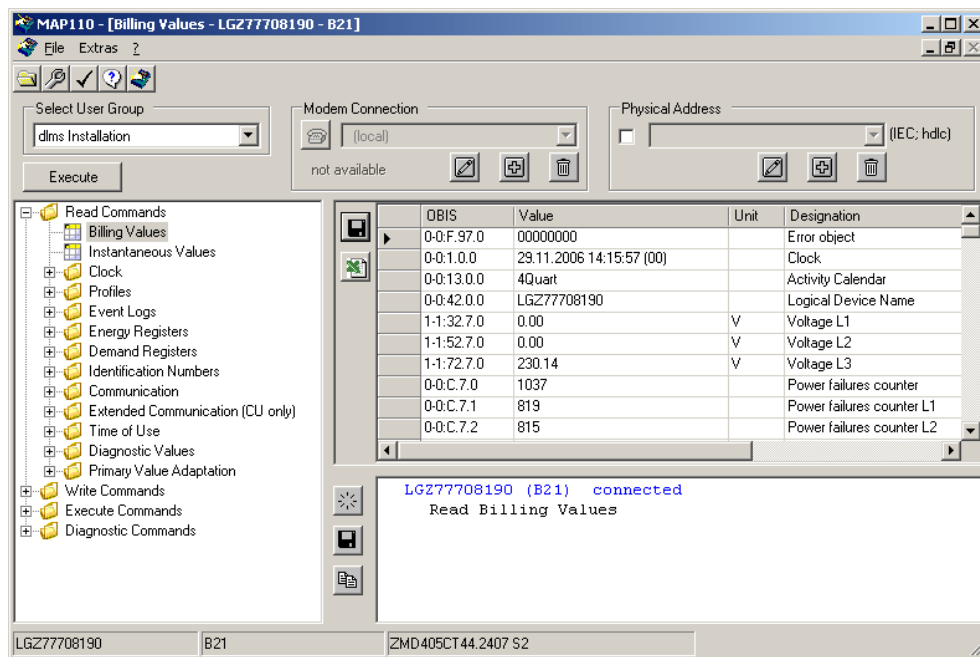 MAP110 - [Billing Values - LGZ77708190 - B21]
File Extras ?
Select User Group
dlms Installation
Execute
Modem Connection
(local)
not available
Physical Address
(IEC; hdlc)
Read Commands
Billing Values
Instantaneous Values
Clock
Profiles
Event Logs
Energy Registers
Demand Registers
Identification Numbers
Communication
Extended Communication (CU only)
Time of Use
Diagnostic Values
Primary Value Adaptation
Write Commands
Execute Commands
Diagnostic Commands
OBIS Value Unit Designation
0-0:F.97.0 00000000 Error object
0-0:1.0.0 29.11.2006 14:15:57 (00) Clock
0-0:13.0.0 4Quart Activity Calendar
0-0:42.0.0 LGZ77708190 Logical Device Name
1-1:32.7.0 0.00 V Voltage L1
1-1:52.7.0 0.00 V Voltage L2
1-1:72.7.0 230.14 V Voltage L3
0-0:C.7.0 1037 Power failures counter
0-0:C.7.1 819 Power failures counter L1
0-0:C.7.2 815 Power failures counter L2
LGZ77708190 (B21) connected
Read Billing Values
LGZ77708190 B21 ZMD405CT44.2407 S2